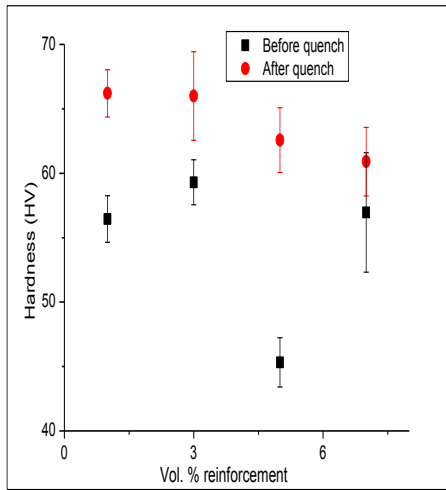 Before quench
After quench
70
60
50
40
Hardness (HV)
0
3
6
Vol. % reinforcement